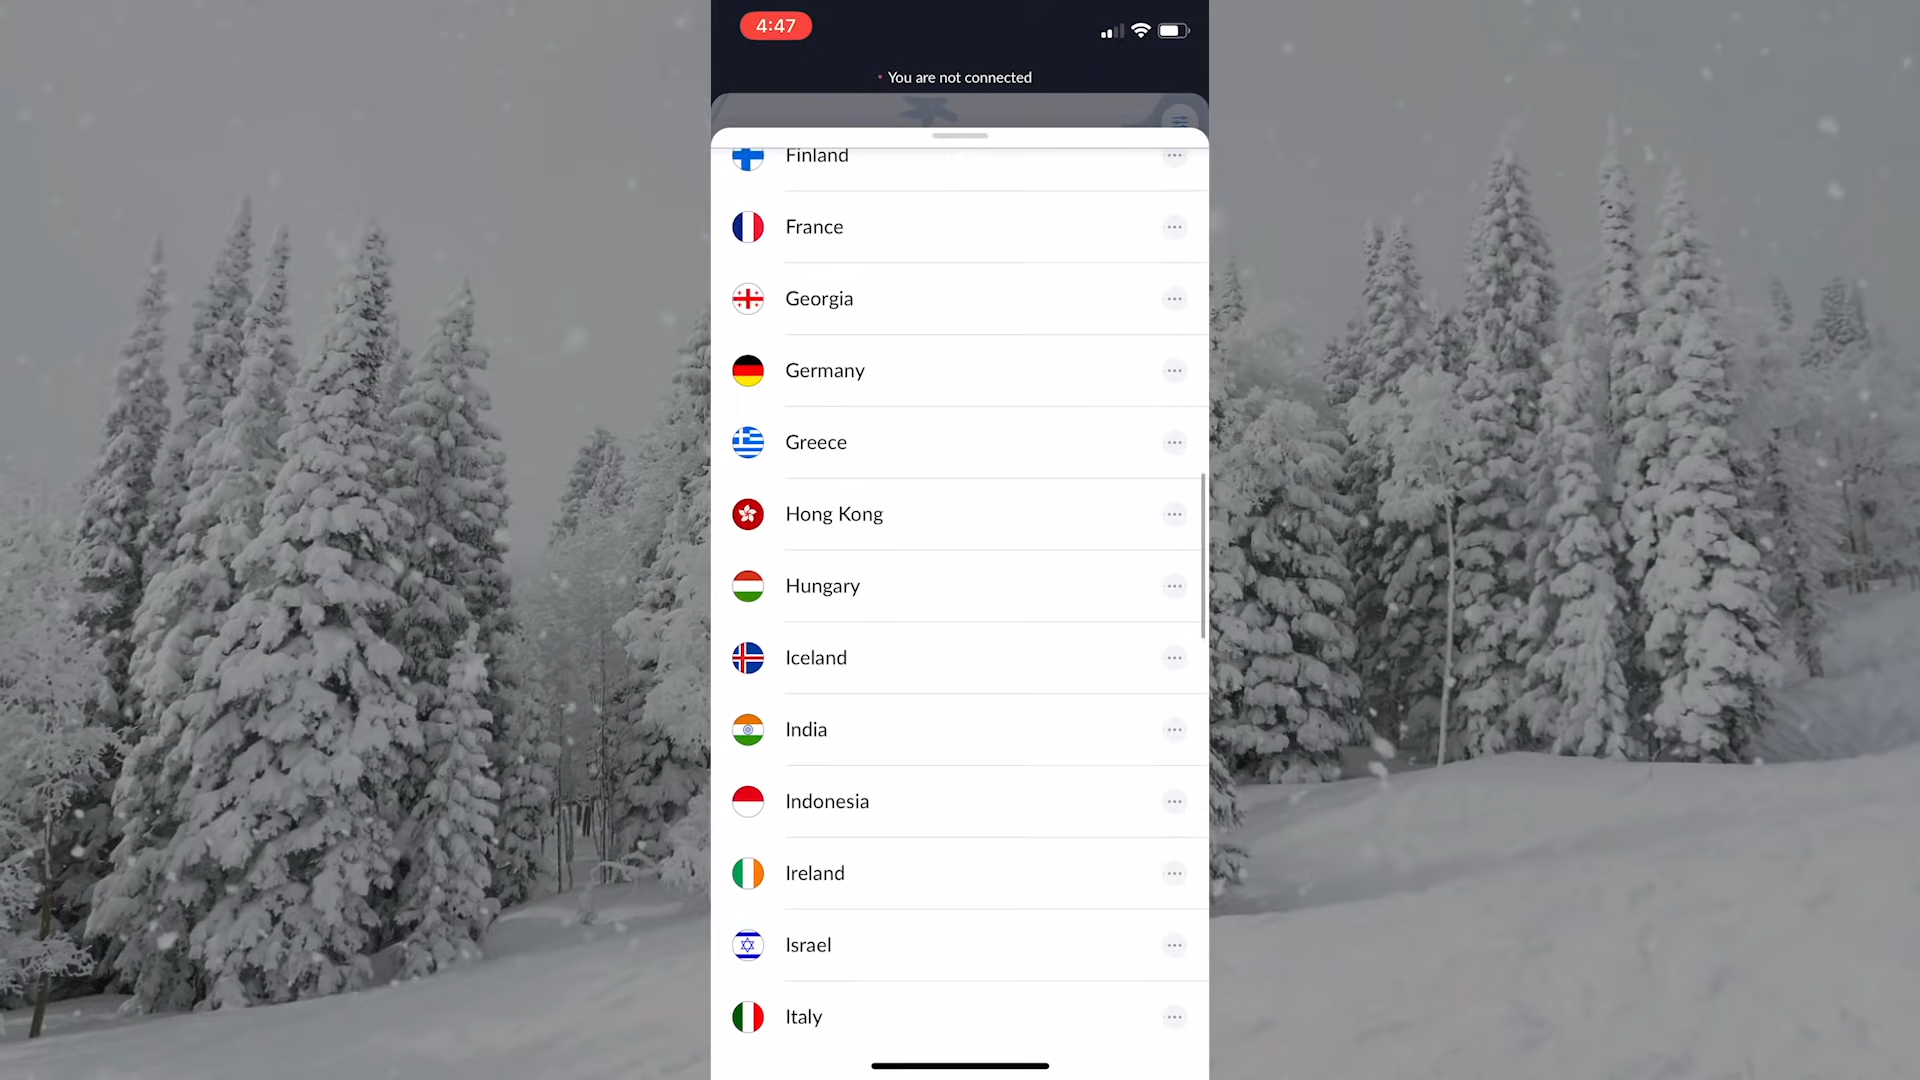 4:47
You are not connected
Finland
France
Georgia
Germany
Greece
Hong Kong
Hungary
Iceland
India
Indonesia
Ireland
Israel
Italy